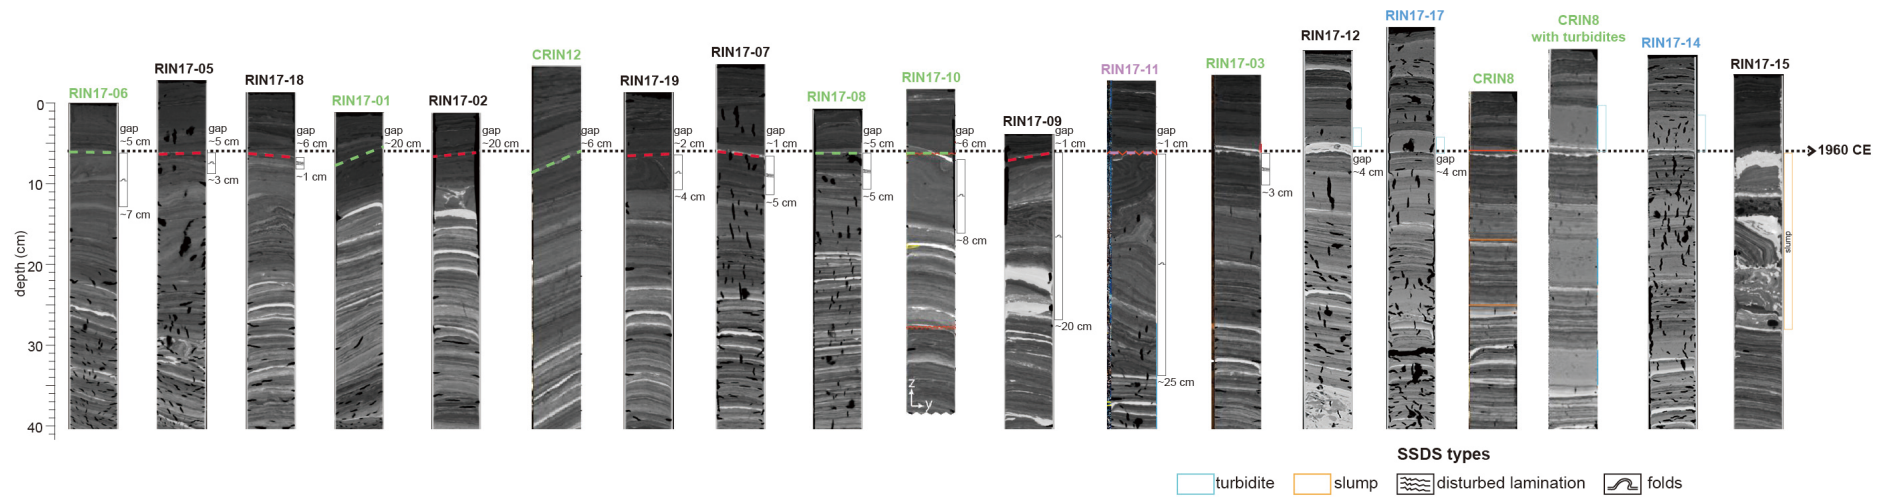 RIN17-06
RIN17-05
RIN17-18
RIN17-01
RIN17-02
CRIN12
RIN17-19
RIN17-07
RIN17-08
RIN17-10
RIN17-09
RIN17-11
RIN17-03
RIN17-12
RIN17-17
CRIN8
CRIN8
with turbidites
RIN17-14
RIN17-15
depth (cm)
0
10
20
30
40
gap
~5 cm
~7 cm
gap
~5 cm
~3 cm
gap
~6 cm
~1 cm
gap
~20 cm
gap
~20 cm
gap
~6 cm
gap
~2 cm
~4 cm
gap
~1 cm
~5 cm
gap
~5 cm
~5 cm
gap
~6 cm
~8 cm
gap
~1 cm
~20 cm
gap
~1 cm
~25 cm
~3 cm
gap
~4 cm
gap
~4 cm
slump
1960 CE
z
y
SSDS types
turbidite
slump
disturbed lamination
folds